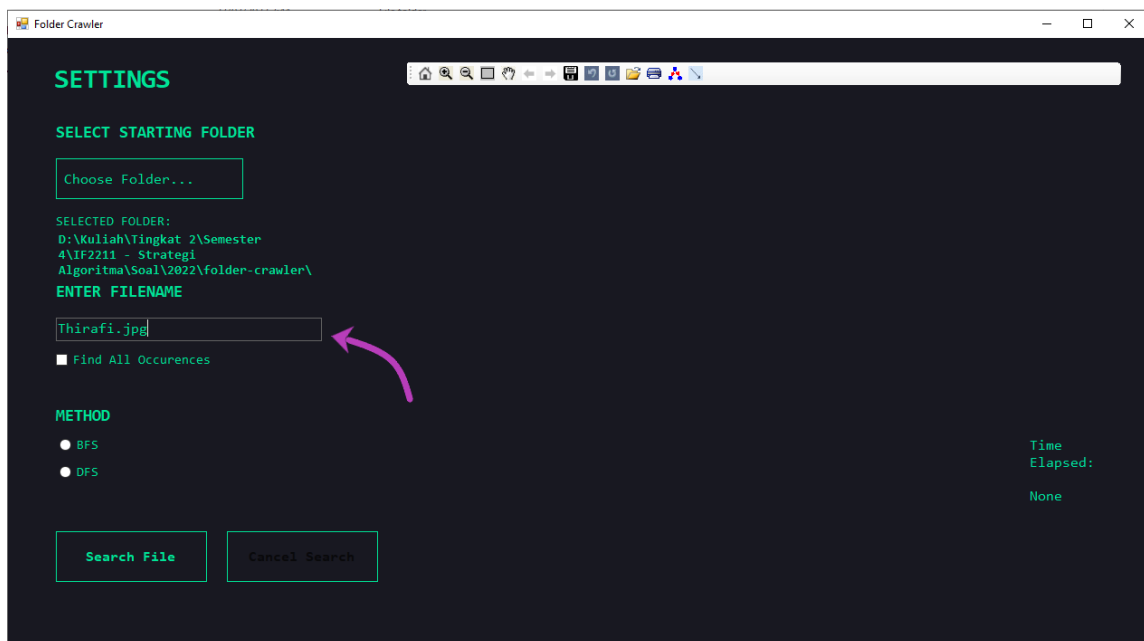 Folder Crawler
SETTINGS
SELECT STARTING FOLDER
Choose Folder...
SELECTED FOLDER:
D:\Kuliah\Tingkat 2\Semester
4\IF2211 - Strategi
Algoritma\Soal\2022\folder-crawler\
ENTER FILENAME
Thirafi.jpg
Find All Occurences
METHOD
BFS
DFS
Time
Elapsed:
None
Search File
Cancel Search